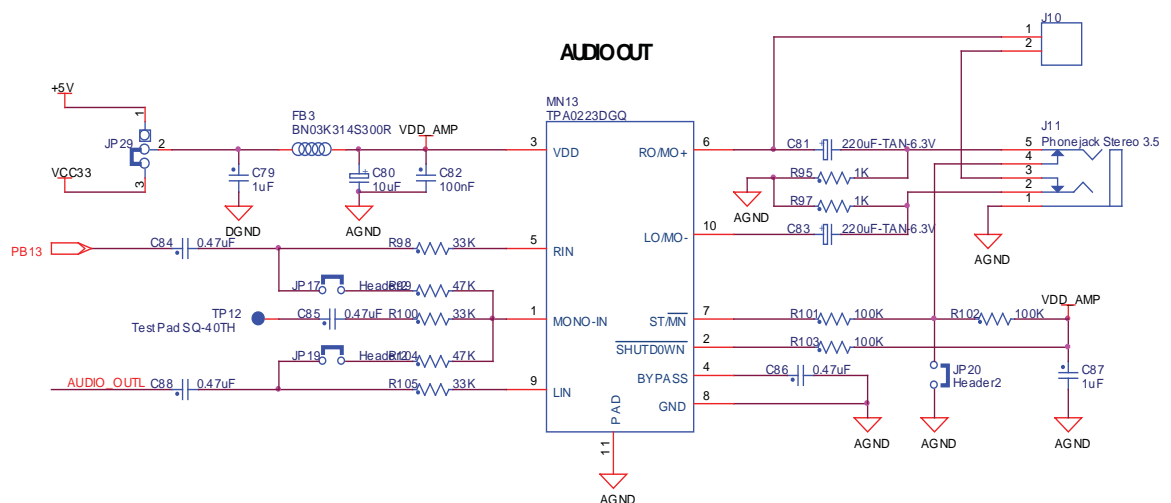 AUDIO OUT
J10
1
2
+5V
1
JP29
2
VCC33
3
FB3
BN03K314S300R
VDD_AMP
C79
1uF
DGND
C80
10uF
C82
100nF
AGND
MN13
TPA0223DGQ
3
VDD
5
RIN
1
MONO-IN
9
LIN
PAD
11
AGND
6
RO/MO+
10
LO/MO-
7
ST/MN
2
SHUTDOWN
4
BYPASS
8
GND
PB13
C84
0.47uF
R98
33K
JP17
Header2
R99
47K
TP12
TestPad SQ-40TH
C85
0.47uF
R100
33K
JP19
Header2
R104
47K
AUDIO_OUTL
C88
0.47uF
R105
33K
C81
220uF-TAN-6.3V
R95
1K
AGND
R97
1K
C83
220uF-TAN-6.3V
J11
Phonejack Stereo 3.5
5
4
3
2
1
AGND
VDD_AMP
R101
100K
R102
100K
R103
100K
C86
0.47uF
AGND
JP20
Header2
AGND
C87
1uF
AGND